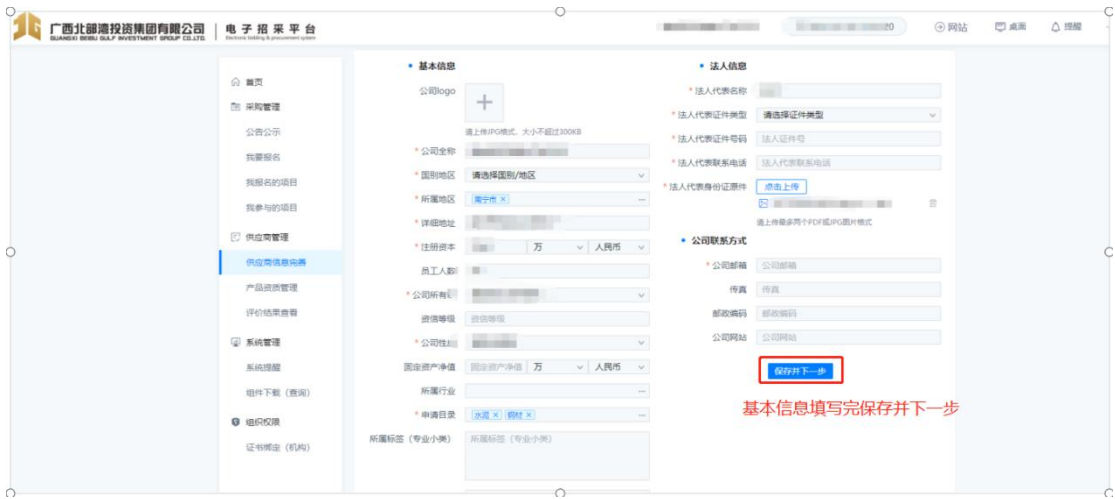 广西北部湾投资集团有限公司
GUANGXI BEIBU GULF INVESTMENT GROUP CO.,LTD.
电子招采平台
Electronic bidding & procurement system
20
网站
桌面
提醒
首页
采购管理
公告公示
我要报名
我报名的项目
我参与的项目
供应商管理
供应商信息完善
产品资质管理
评价结果查看
系统管理
系统提醒
组件下载（查询）
组织权限
证书绑定（机构）
基本信息
公司logo
请上传JPG格式，大小不超过300KB
* 公司全称
* 国别地区 请选择国别/地区
* 所属地区 南宁市 ×
* 详细地址
* 注册资本 万 人民币
员工人数
* 公司所有
资信等级 资信等级
* 公司性
固定资产净值 固定资产净值 万 人民币
所属行业
* 申请目录 水泥 × 钢材 ×
所属标签（专业小类） 所属标签（专业小类）
法人信息
* 法人代表名称
* 法人代表证件类型 请选择证件类型
* 法人代表证件号码 法人证件号
* 法人代表联系电话 法人代表联系电话
* 法人代表身份证原件 点击上传
请上传最多两个PDF或JPG图片格式
公司联系方式
* 公司邮箱 公司邮箱
传真 传真
邮政编码 邮政编码
公司网站 公司网站
保存并下一步
基本信息填写完保存并下一步